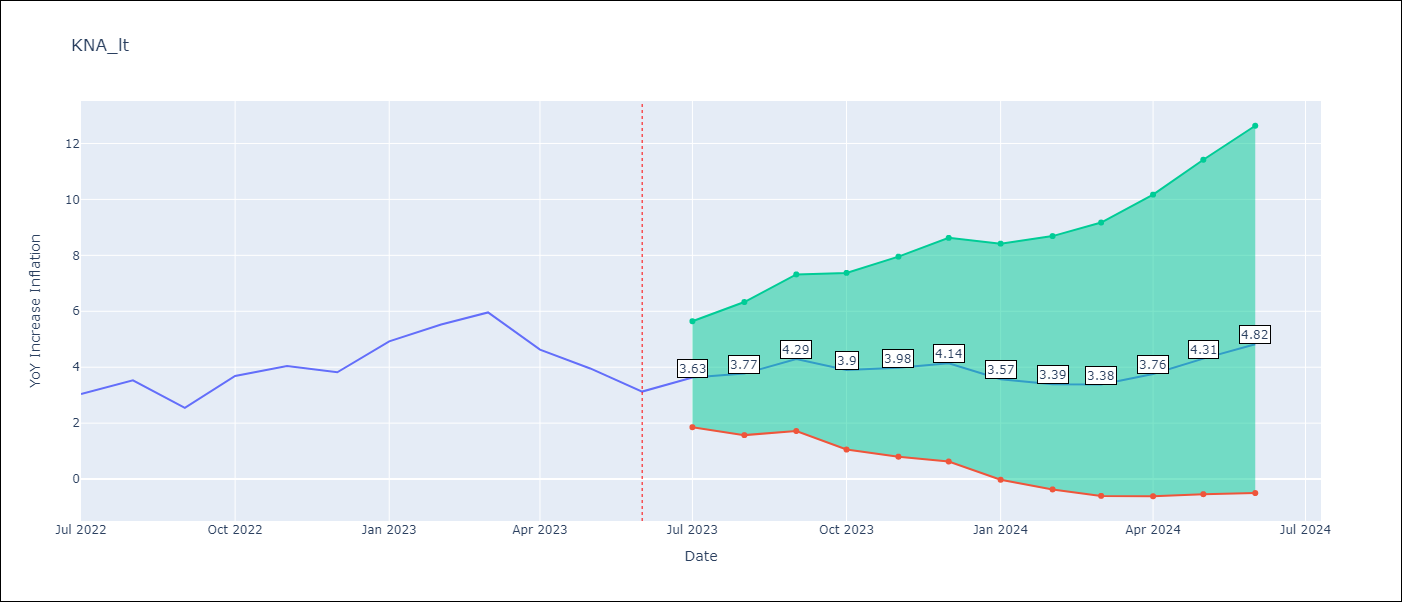 KNA_lt
YoY Increase Inflation
12
10
8
6
4
2
0
3.63
3.77
4.29
3.9
3.98
4.14
3.57
3.39
3.38
3.76
4.31
4.82
Jul 2022
Oct 2022
Jan 2023
Apr 2023
Jul 2023
Oct 2023
Jan 2024
Apr 2024
Jul 2024
Date